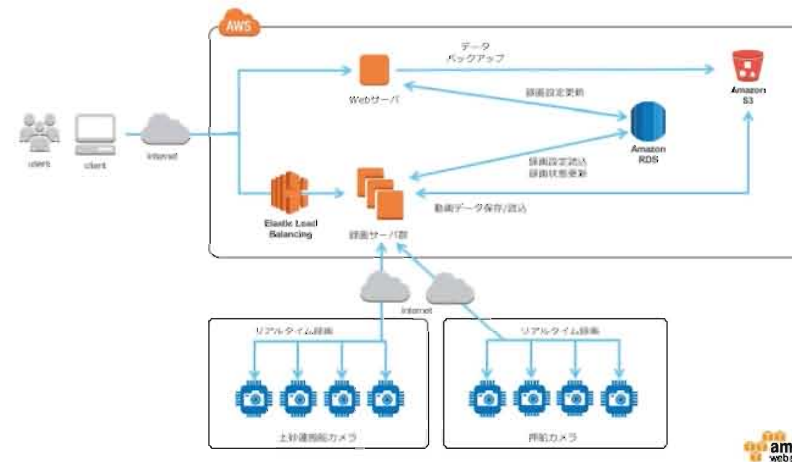 AWS
データ
バックアップ
Webサーバ
録画設定更新
Amazon
S3
users
client
internet
Amazon
RDS
録画設定読込
録画状態更新
Elastic Load
Balancing
録画サーバ群
動画データ保存/読込
internet
リアルタイム録画
リアルタイム録画
土砂運搬船カメラ
押船カメラ